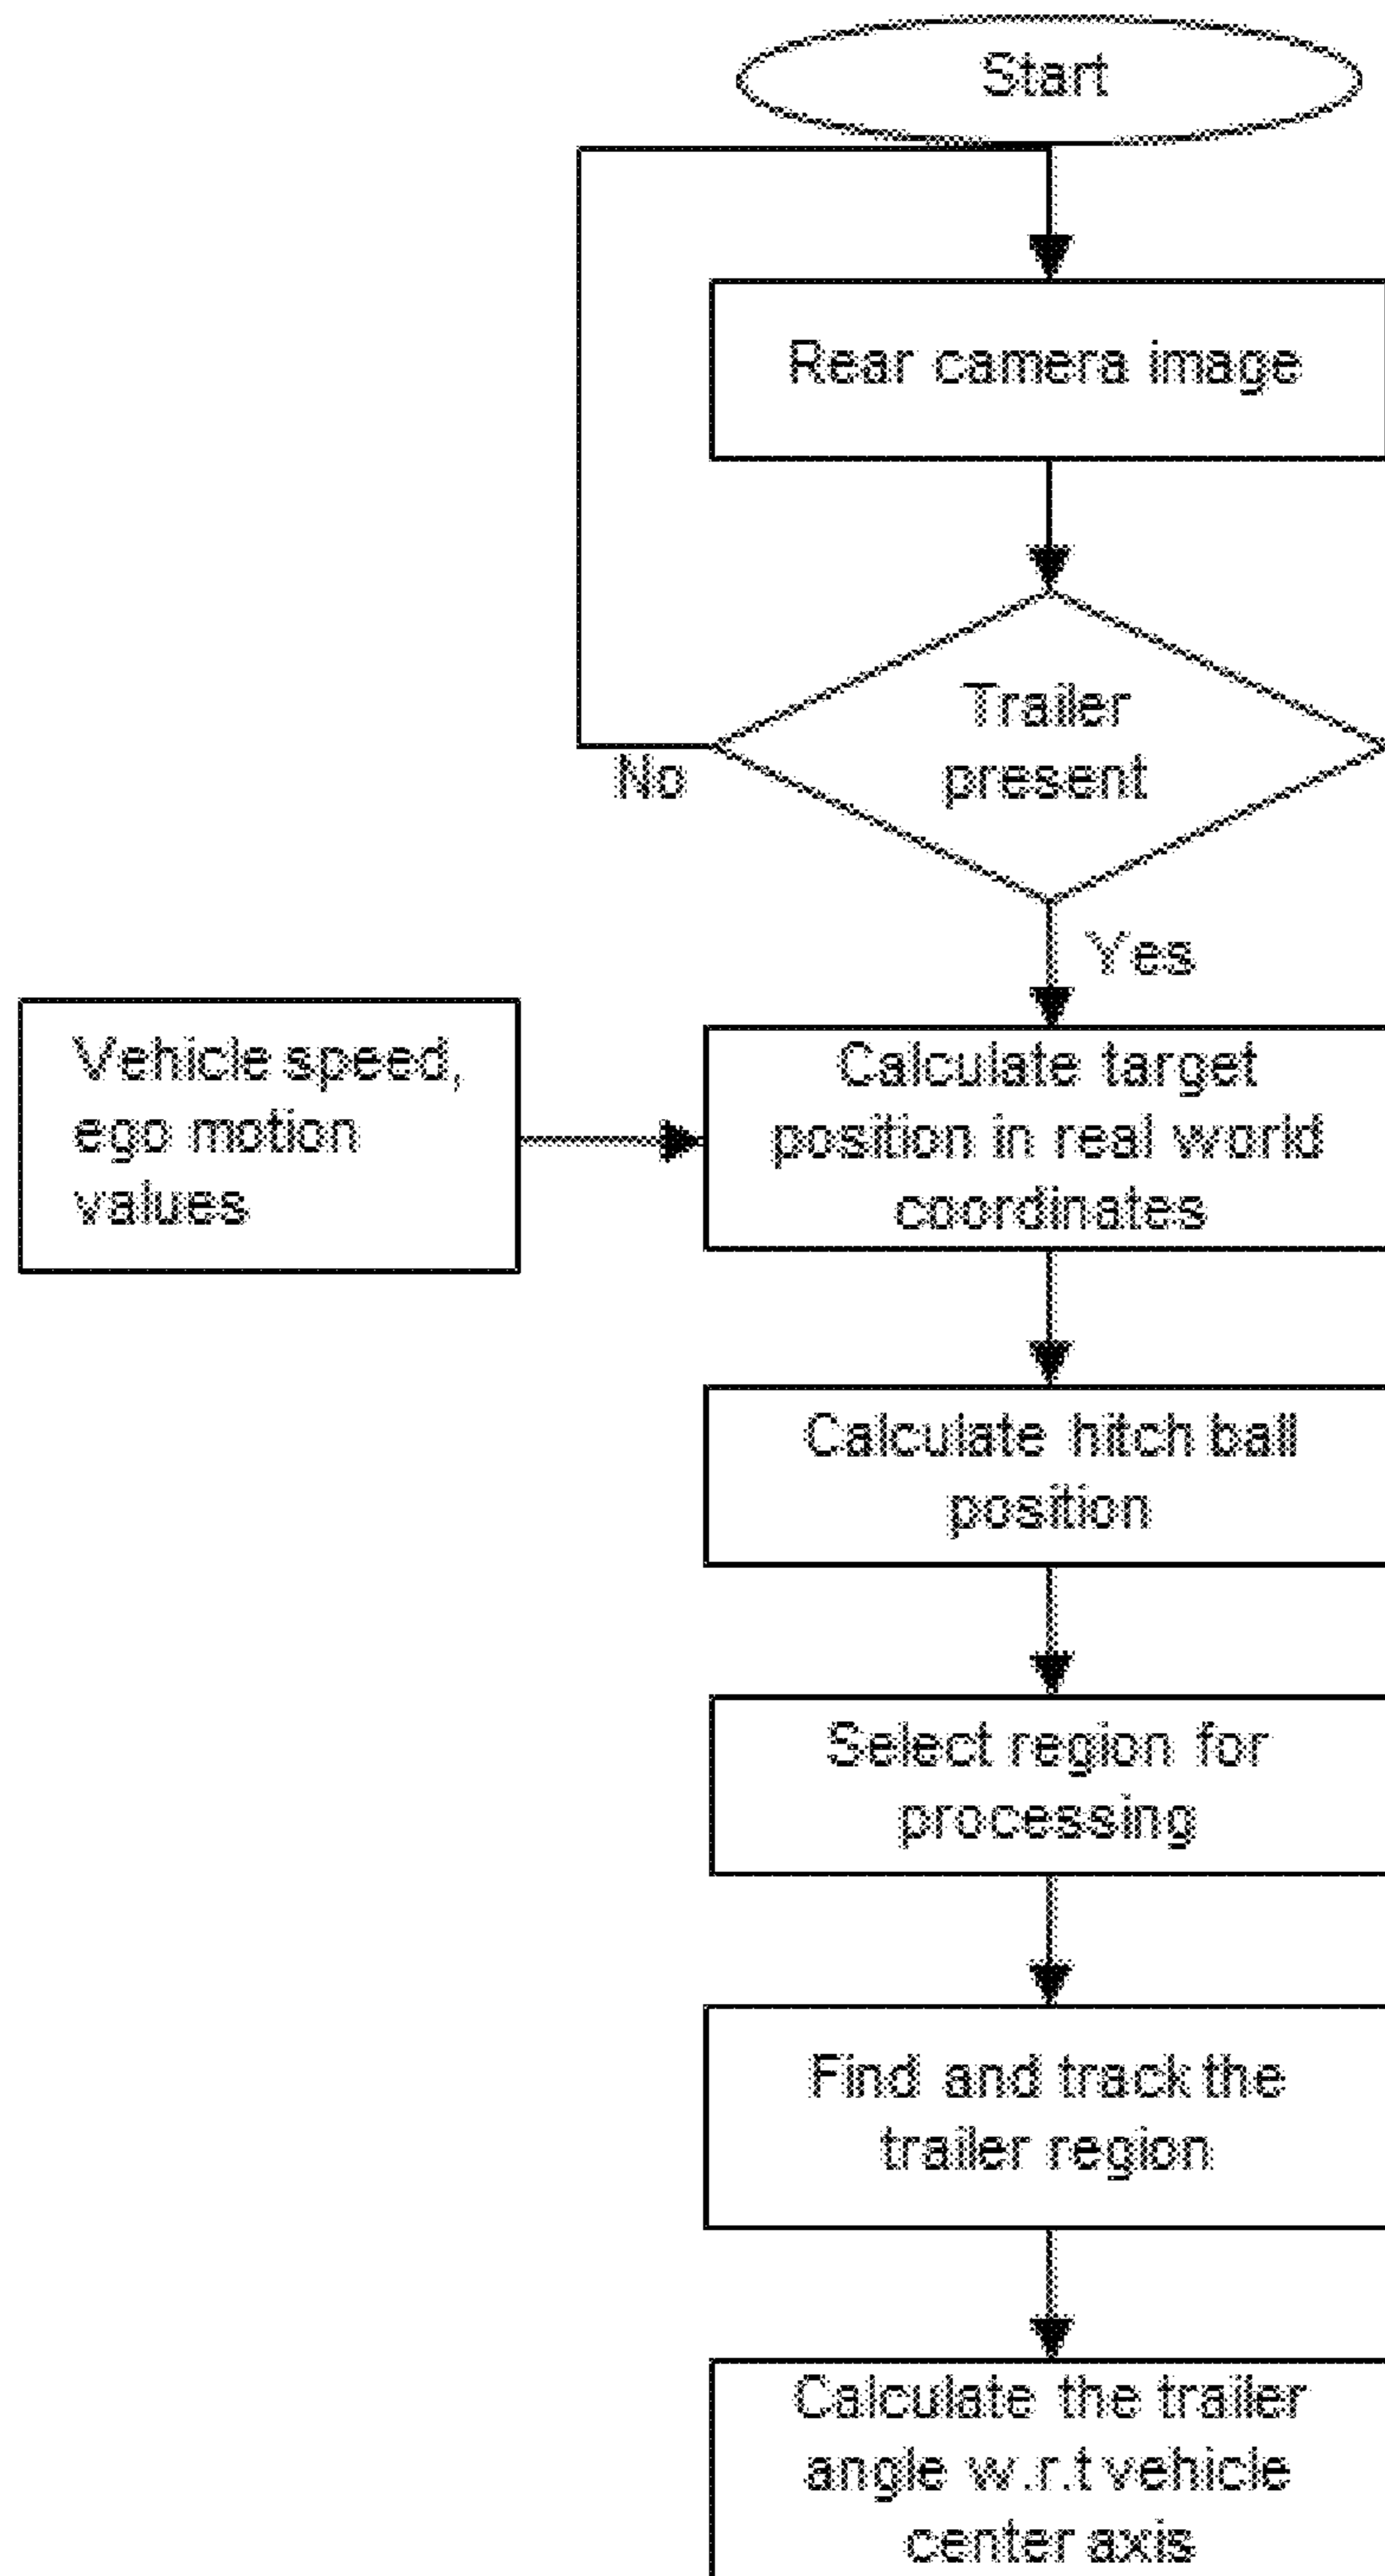 Start
Rear camera image
Trailer
present
No
Yes
Vehicle speed,
ego motion
values
Calculate target
position in real world
coordinates
Calculate hitch ball
position
Select region for
processing
Find and track the
trailer region
Calculate the trailer
angle w.r.t vehicle
center axis